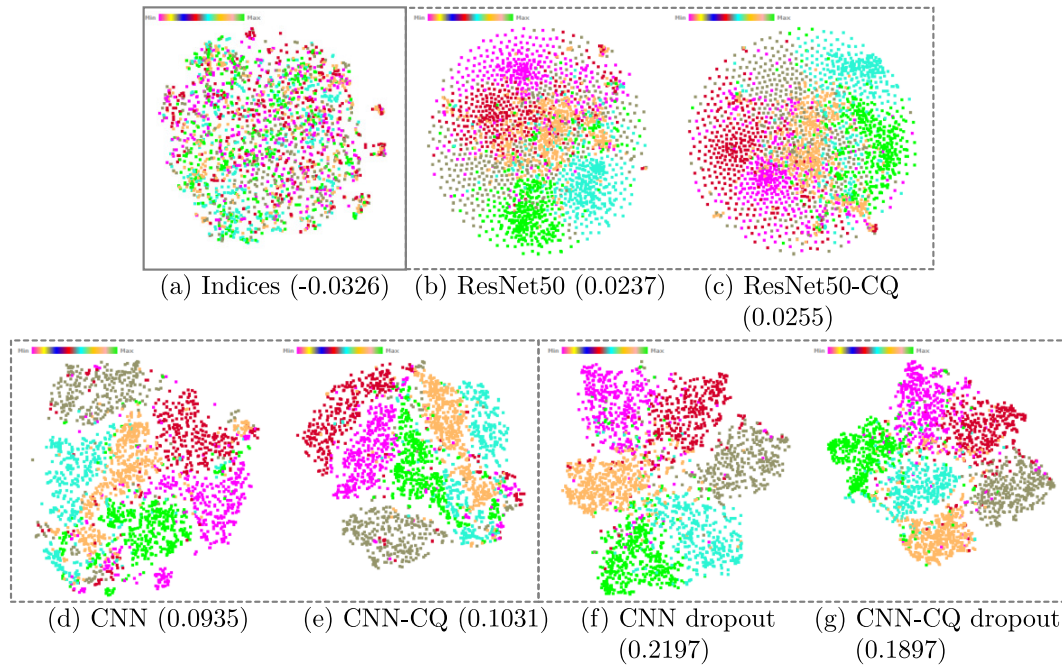 Min Max
Min Max
Min Max
(a) Indices (-0.0326)
(b) ResNet50 (0.0237)
(c) ResNet50-CQ
(0.0255)
Min Max
Min Max
Min Max
Min Max
(d) CNN (0.0935)
(e) CNN-CQ (0.1031)
(f) CNN dropout
(0.2197)
(g) CNN-CQ dropout
(0.1897)